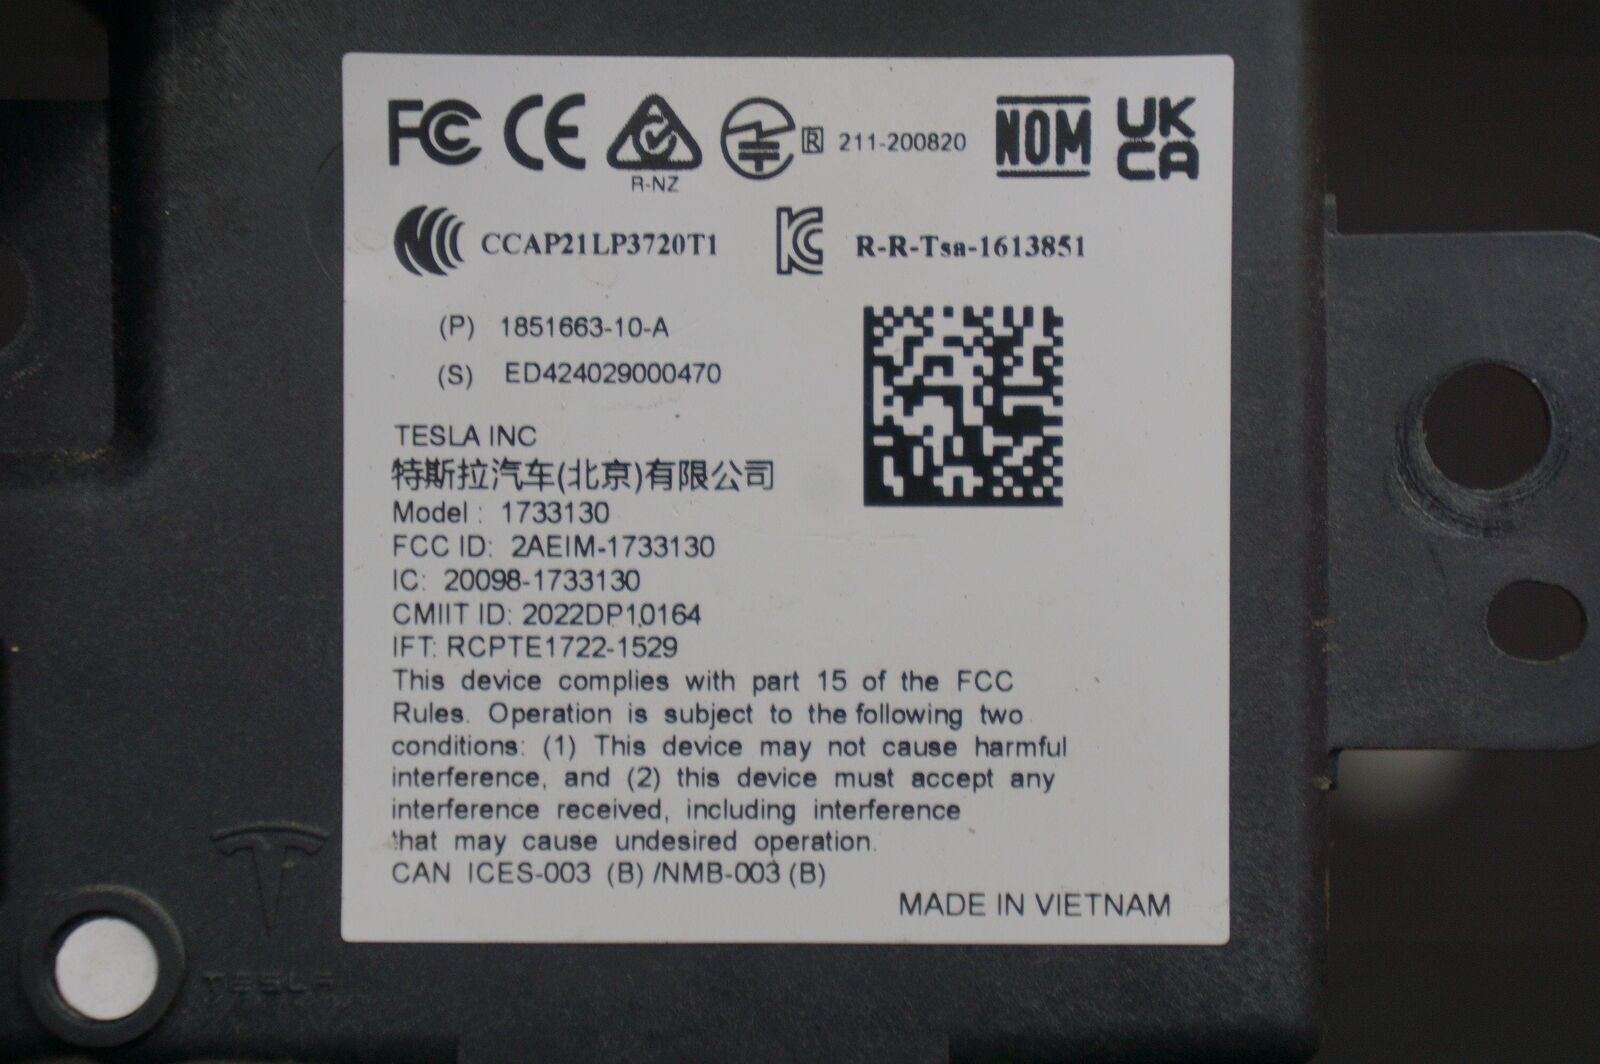 FCC CE R-NZ R 211-200820 NOM UK CA
CCAP21LP3720T1 KC R-R-Tsa-1613851
(P) 1851663-10-A
(S) ED424029000470
TESLA INC
特斯拉汽车(北京)有限公司
Model : 1733130
FCC ID: 2AEIM-1733130
IC: 20098-1733130
CMIIT ID: 2022DP10164
IFT: RCPTE1722-1529
This device complies with part 15 of the FCC
Rules. Operation is subject to the following two
conditions: (1) This device may not cause harmful
interference, and (2) this device must accept any
interference received, including interference
that may cause undesired operation.
CAN ICES-003 (B) /NMB-003 (B)
MADE IN VIETNAM
TESLA